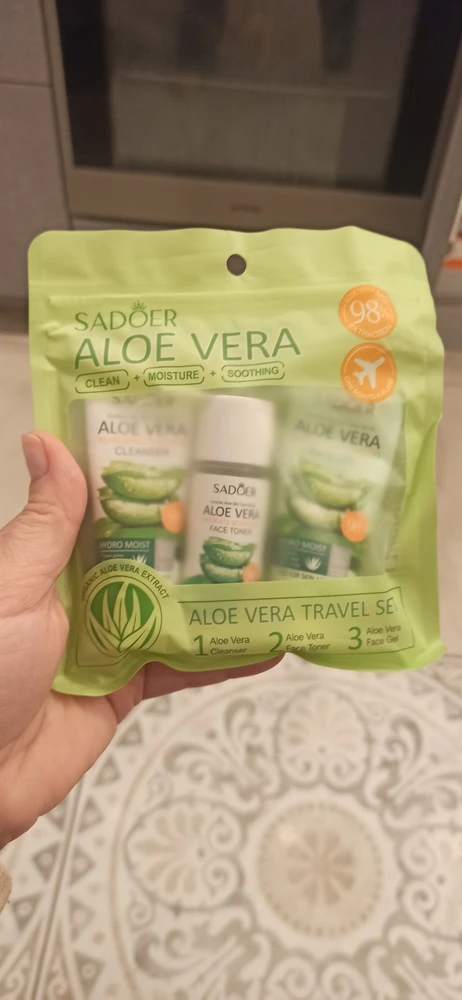 SADOER
ALOE VERA
CLEAN + MOISTURE + SOOTHING
98%
SADOER
ALOE VERA
CLEANSER
HYDRO MOIST
SADOER
ALOE VERA
FACE TONER
ALOE VERA
HYDRO MOIST
ORGANIC ALOE VERA EXTRACT
ALOE VERA TRAVEL SE
1 Aloe Vera Cleanser
2 Aloe Vera Face Toner
3 Aloe Vera Face Gel